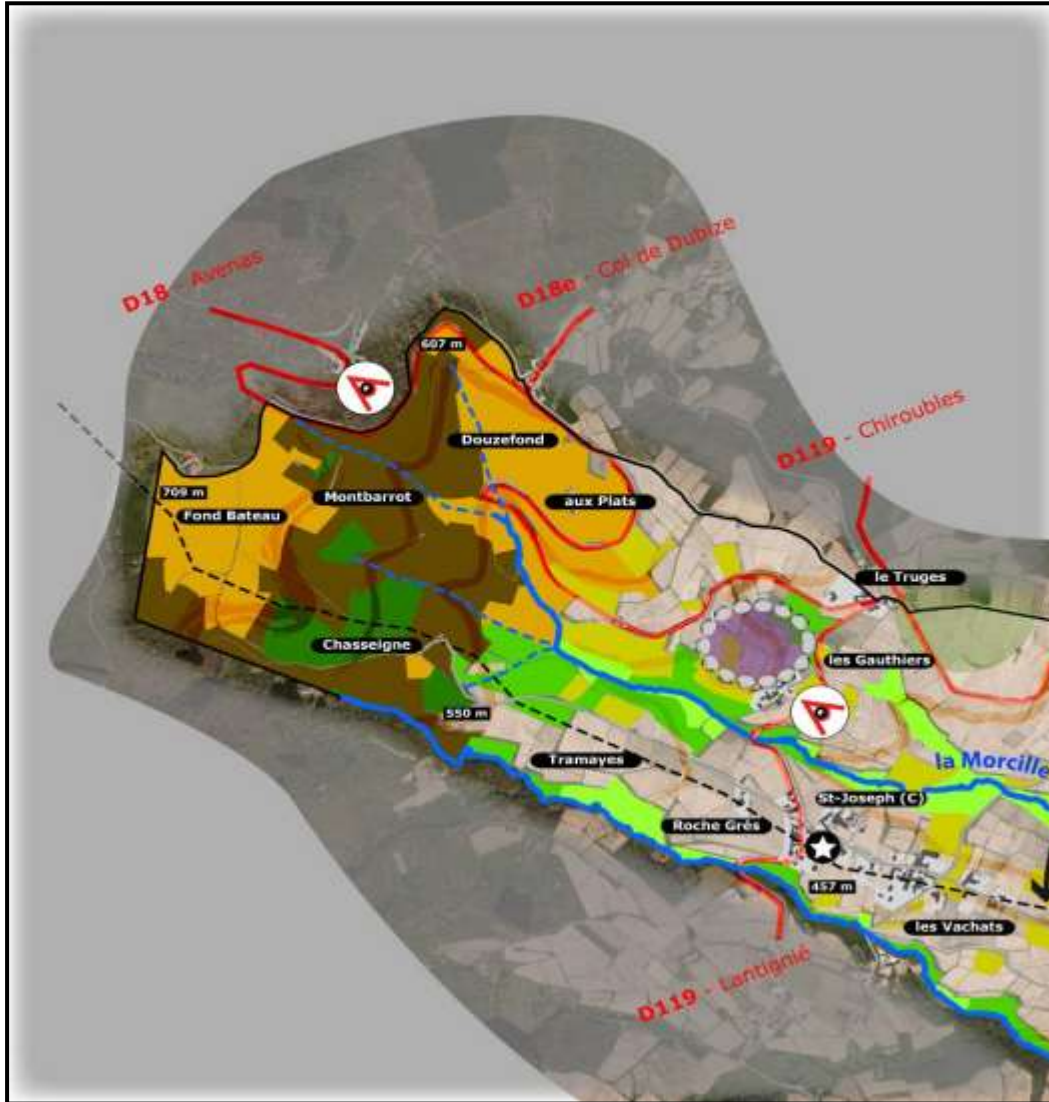 D18e - Col de Dubize
D18 - Avenas
607 m
D119 - Chiroubles
Douzefond
709 m
Montbarrot
aux Plats
Fond Bateau
le Truges
Chasseigne
les Gauthiers
550 m
Tramayes
la Morcille
St-Joseph (C)
Roche Grés
457 m
les Vachats
D119 - Lantignié